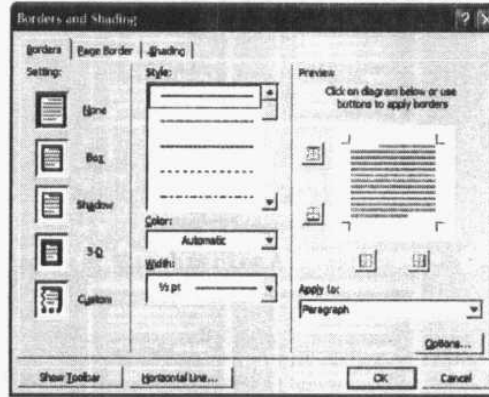 Borders and Shading
Borders
Page Border
Shading
Setting:
None
Box
Shadow
3-D
Custom
Style:
Color:
Automatic
Width:
½ pt
Preview
Click on diagram below or use
buttons to apply borders
Apply to:
Paragraph
Options...
Show Toolbar
Horizontal Line...
OK
Cancel